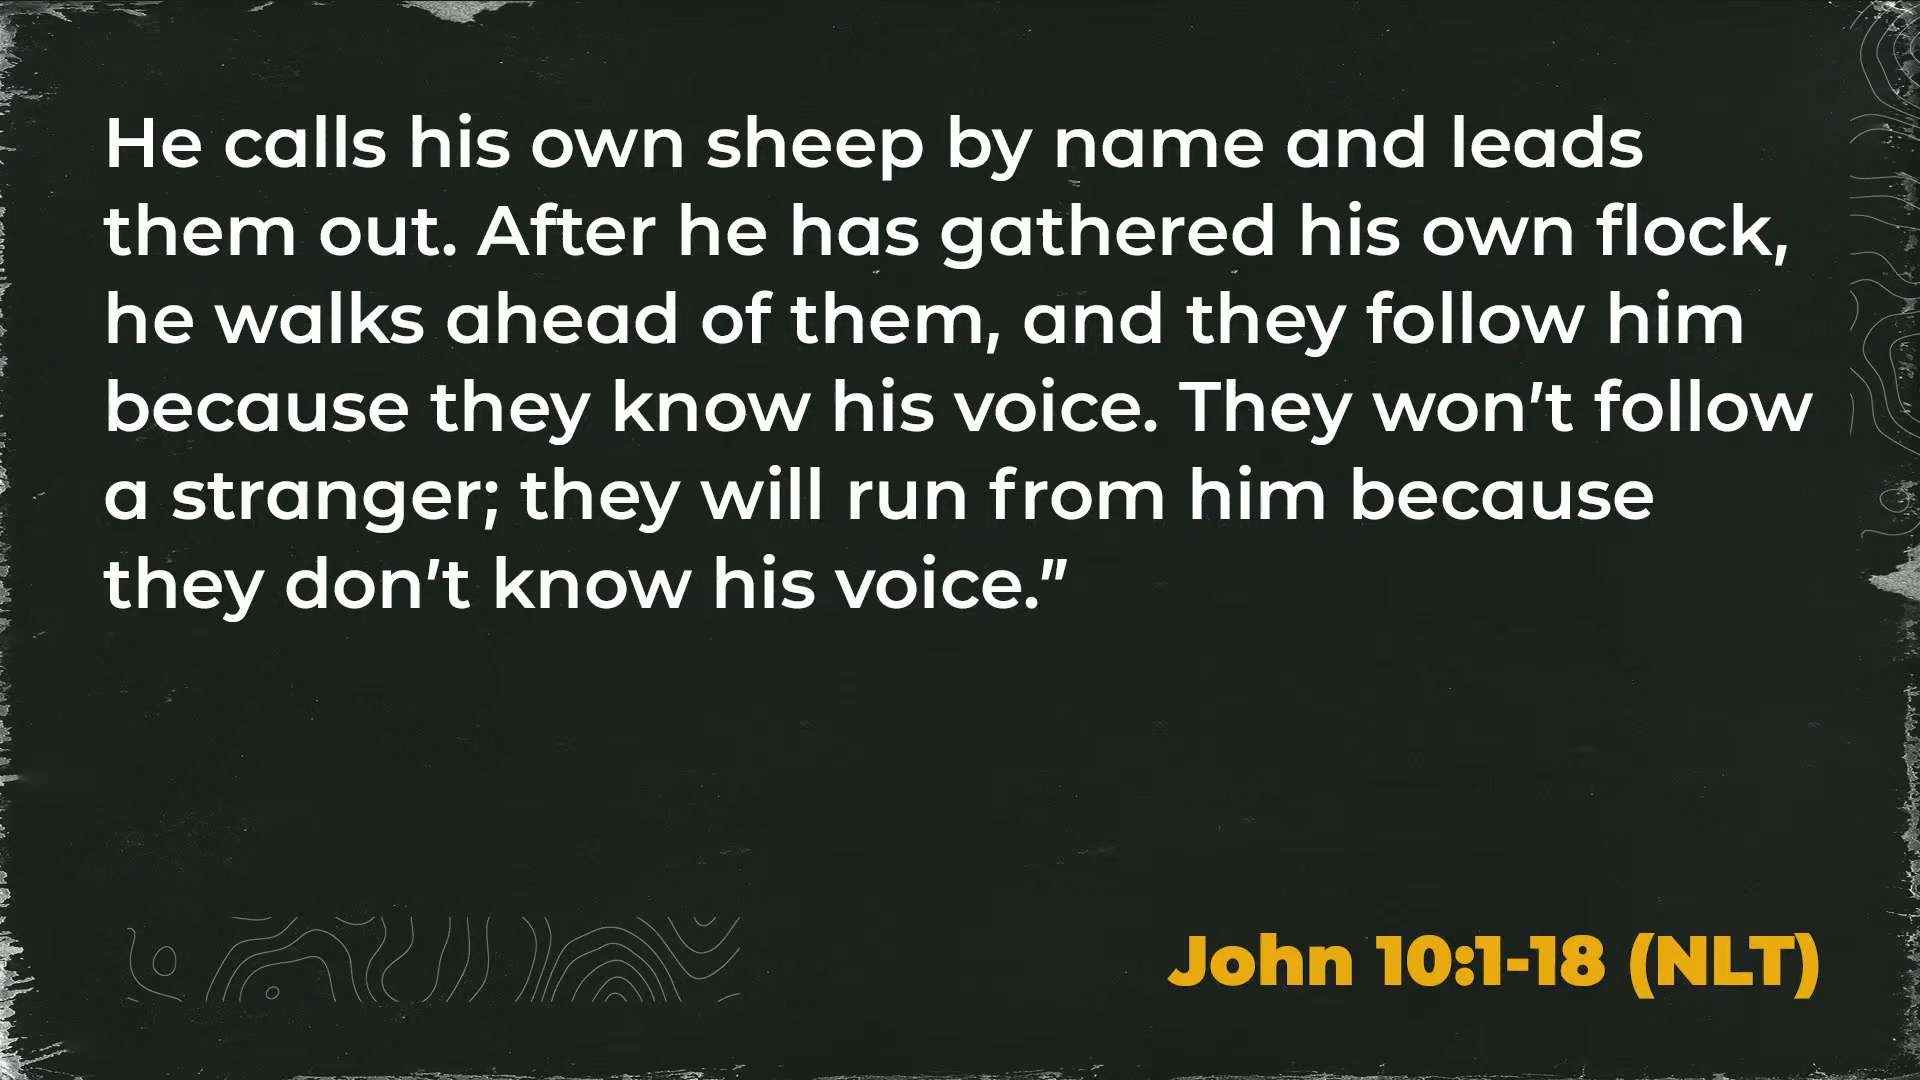 He calls his own sheep by name and leads
them out. After he has gathered his own flock,
he walks ahead of them, and they follow him
because they know his voice. They won’t follow
a stranger; they will run from him because
they don’t know his voice.”
John 10:1-18 (NLT)